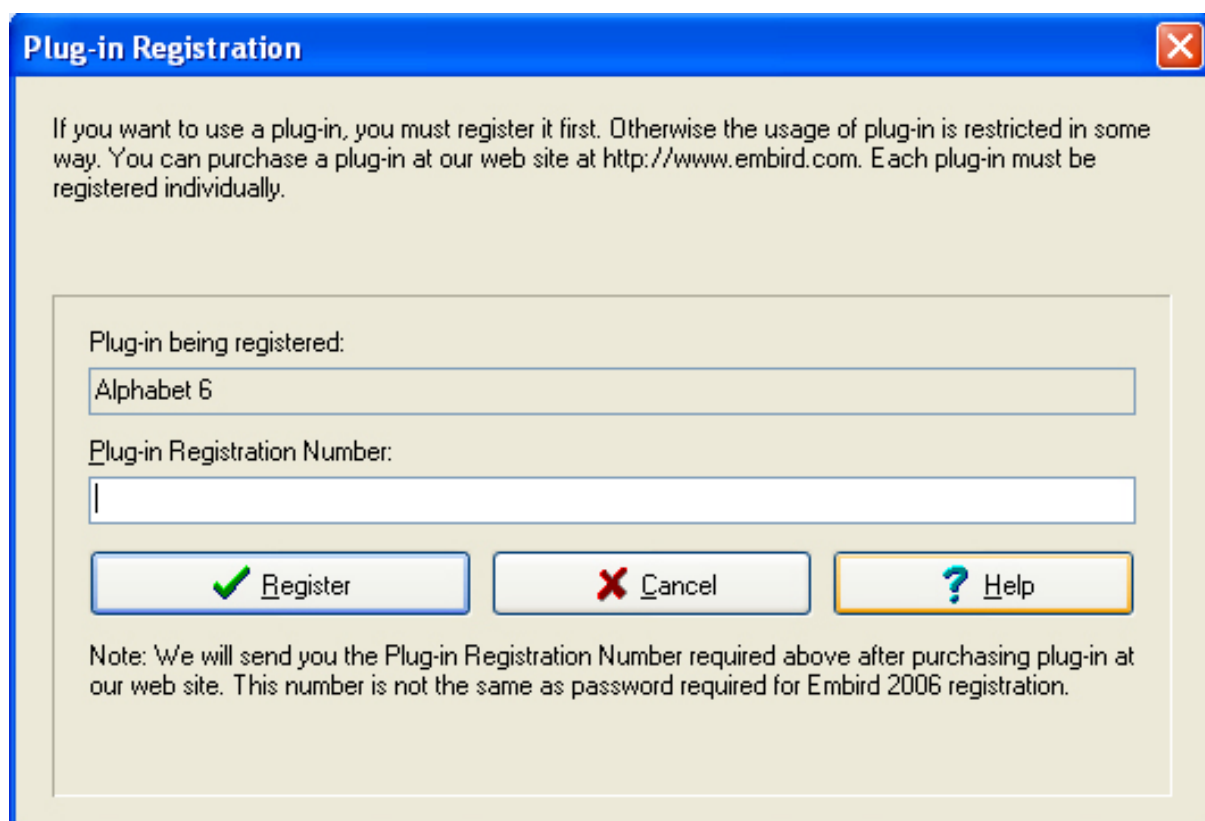 Plug-in Registration
If you want to use a plug-in, you must register it first. Otherwise the usage of plug-in is restricted in some
way. You can purchase a plug-in at our web site at http://www.embird.com. Each plug-in must be
registered individually.
Plug-in being registered:
Alphabet 6
Plug-in Registration Number:
Register
Cancel
Help
Note: We will send you the Plug-in Registration Number required above after purchasing plug-in at
our web site. This number is not the same as password required for Embird 2006 registration.